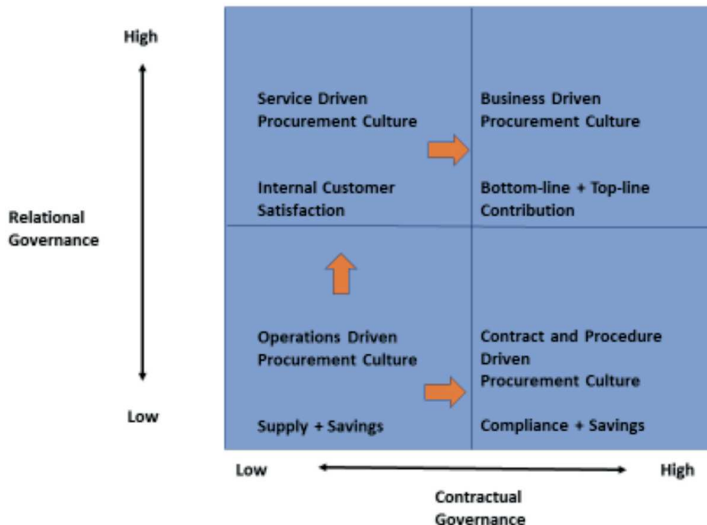 High
Service Driven
Procurement Culture
Business Driven
Procurement Culture
Internal Customer
Satisfaction
Bottom-line + Top-line
Contribution
Relational
Governance
Operations Driven
Procurement Culture
Contract and Procedure
Driven
Procurement Culture
Low
Supply + Savings
Compliance + Savings
Low
High
Contractual
Governance